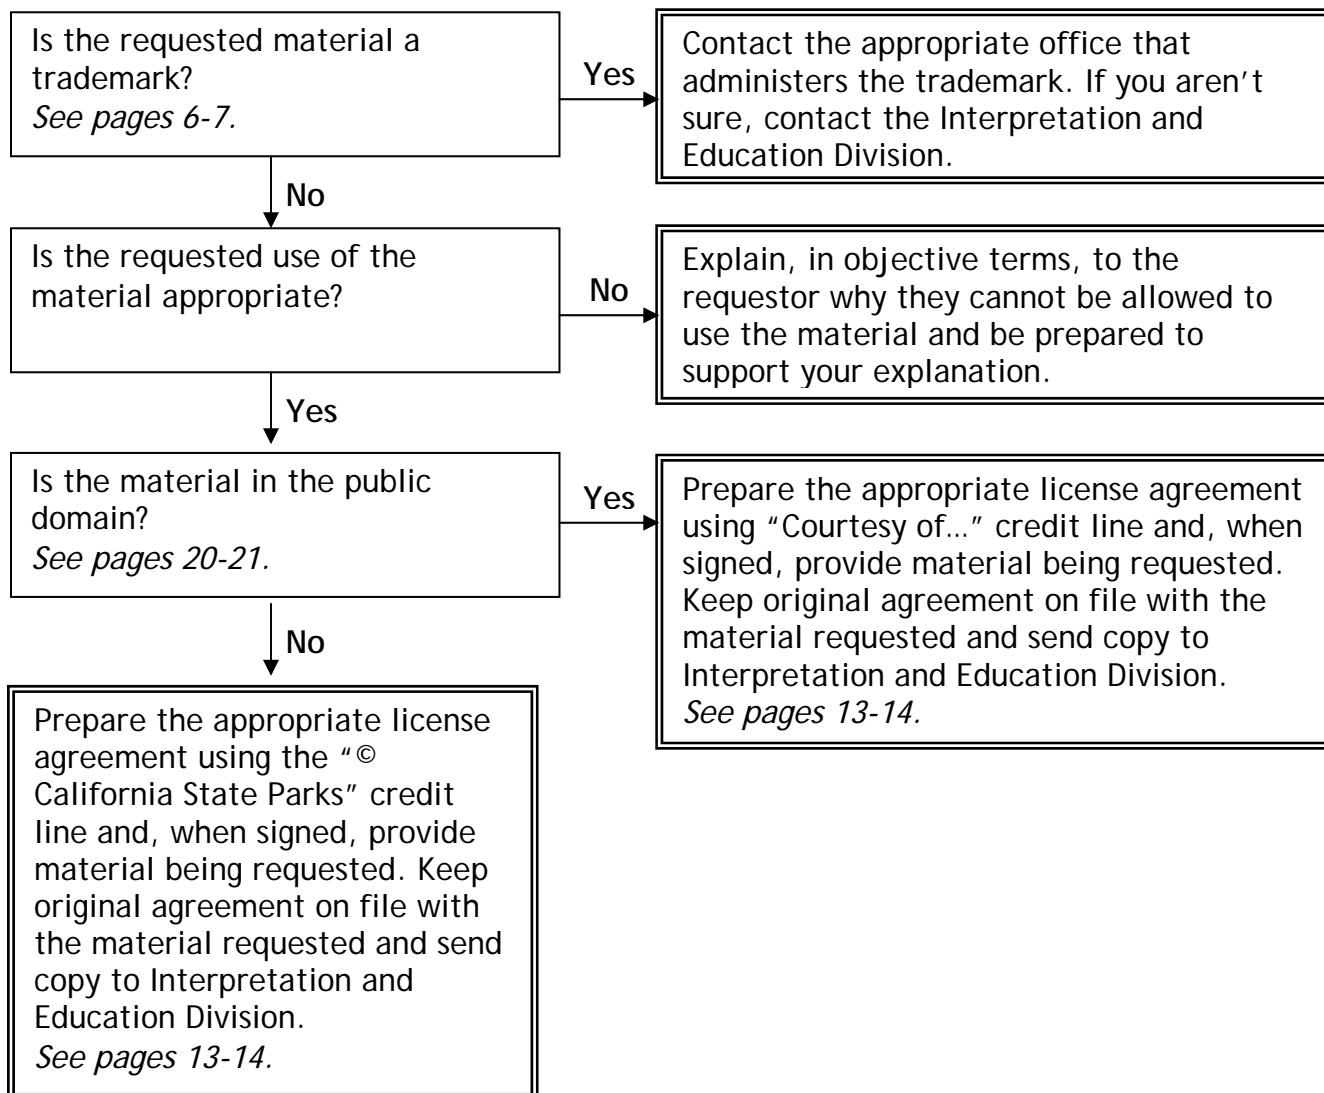 Is the requested material a
trademark?
See pages 6-7.
Yes
Contact the appropriate office that
administers the trademark. If you aren’t
sure, contact the Interpretation and
Education Division.
No
Is the requested use of the
material appropriate?
No
Explain, in objective terms, to the
requestor why they cannot be allowed to
use the material and be prepared to
support your explanation.
Yes
Is the material in the public
domain?
See pages 20-21.
Yes
Prepare the appropriate license agreement
using “Courtesy of…” credit line and, when
signed, provide material being requested.
Keep original agreement on file with the
material requested and send copy to
Interpretation and Education Division.
See pages 13-14.
No
Prepare the appropriate license
agreement using the “©
California State Parks” credit
line and, when signed, provide
material being requested. Keep
original agreement on file with
the material requested and send
copy to Interpretation and
Education Division.
See pages 13-14.